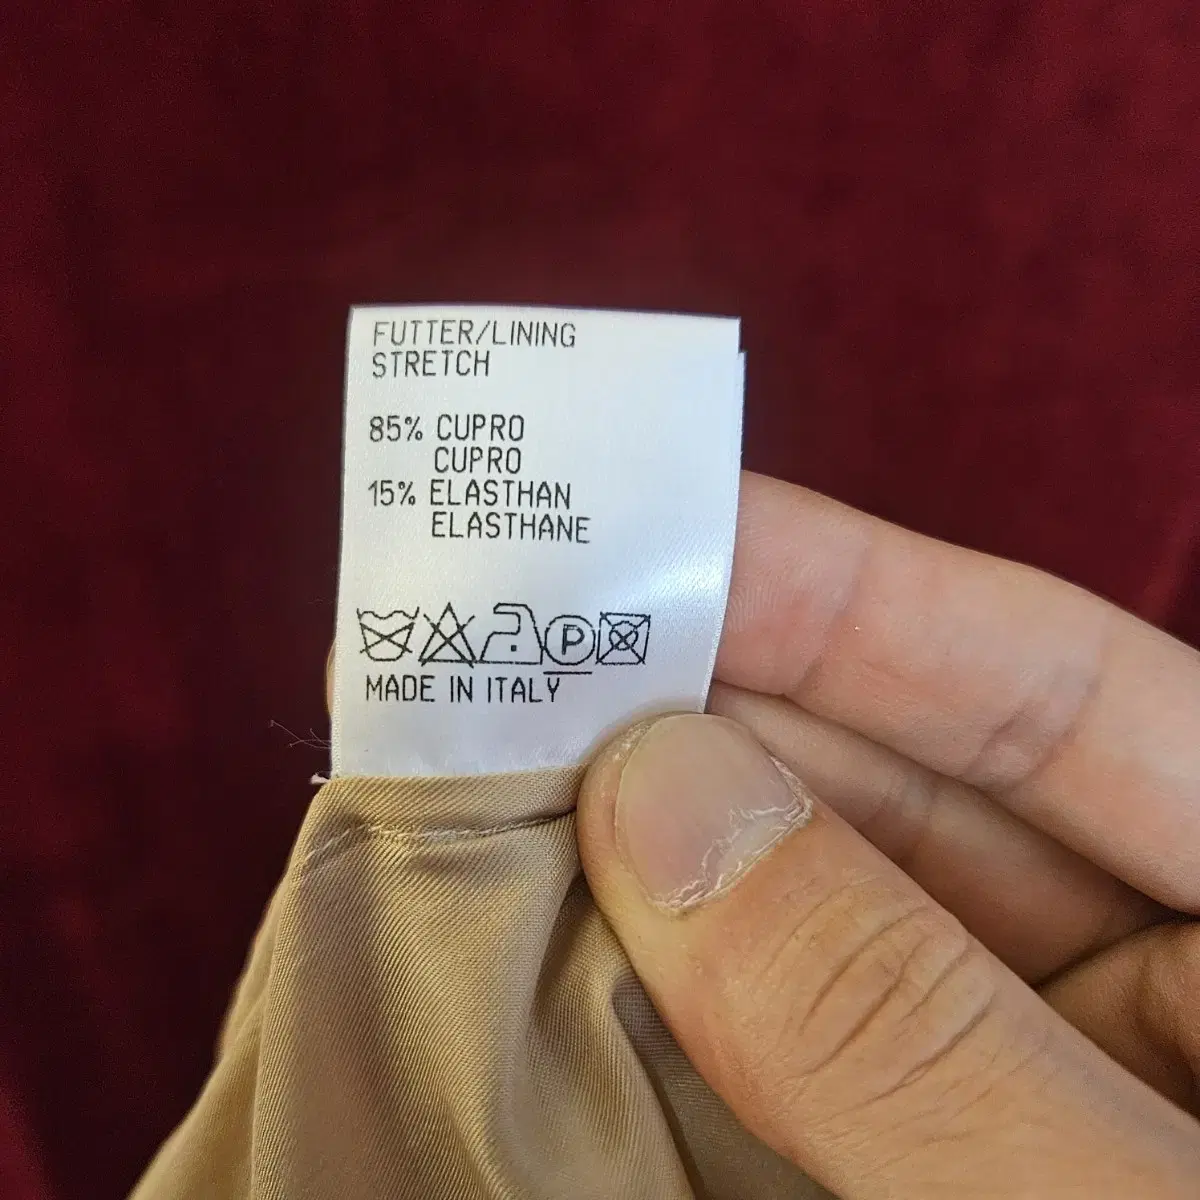 FUTTER/LINING
STRETCH
85% CUPRO
CUPRO
15% ELASTHAN
ELASTHANE
P
MADE IN ITALY